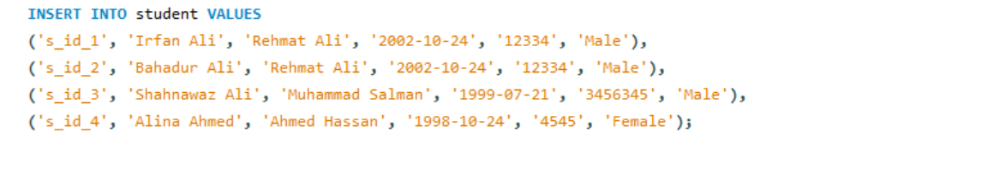 INSERT INTO student VALUES
('s_id_1', 'Irfan Ali', 'Rehmat Ali', '2002-10-24', '12334', 'Male'),
('s_id_2', 'Bahadur Ali', 'Rehmat Ali', '2002-10-24', '12334', 'Male'),
('s_id_3', 'Shahnawaz Ali', 'Muhammad Salman', '1999-07-21', '3456345', 'Male'),
('s_id_4', 'Alina Ahmed', 'Ahmed Hassan', '1998-10-24', '4545', 'Female');